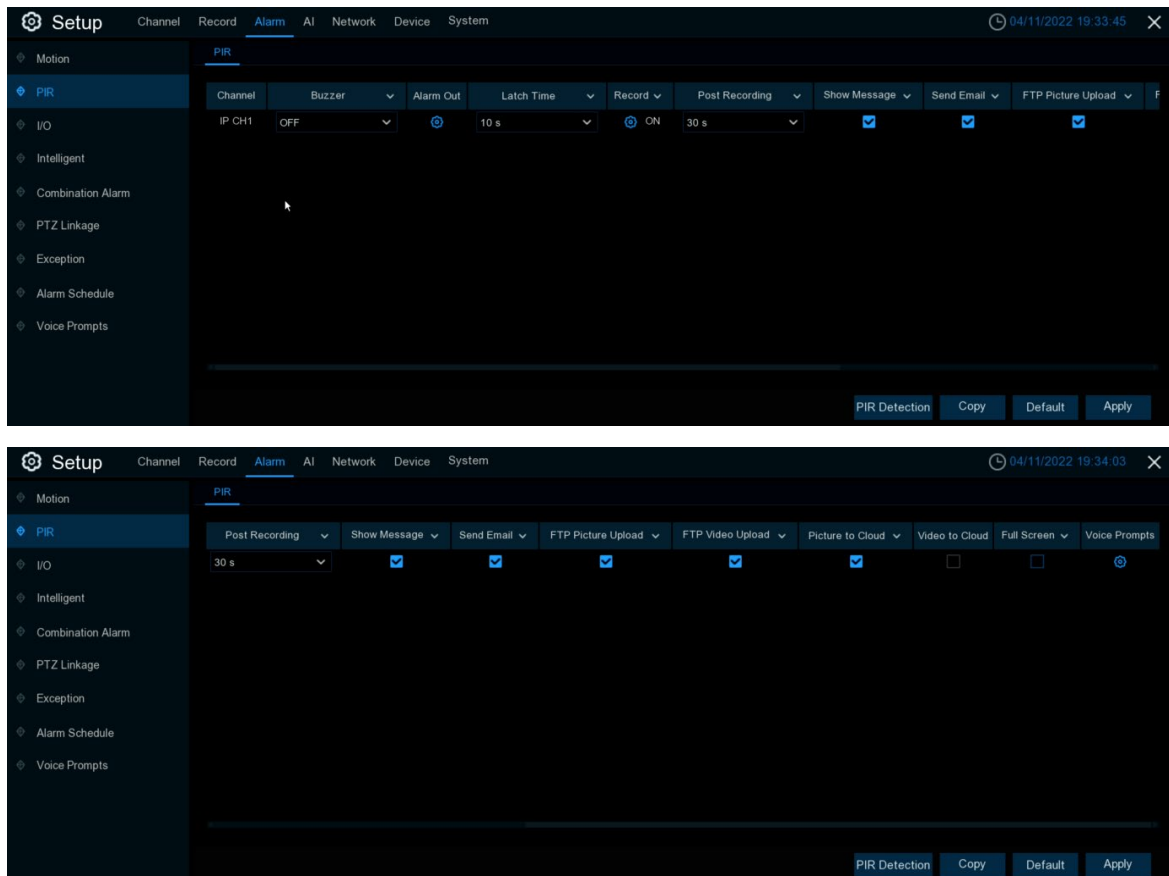 Setup Channel Record Alarm AI Network Device System 04/11/2022 19:33:45
Motion
PIR
I/O
Intelligent
Combination Alarm
PTZ Linkage
Exception
Alarm Schedule
Voice Prompts
PIR
Channel Buzzer Alarm Out Latch Time Record Post Recording Show Message Send Email FTP Picture Upload F
IP CH1 OFF 10 s ON 30 s
PIR Detection Copy Default Apply
Setup Channel Record Alarm AI Network Device System 04/11/2022 19:34:03
Motion
PIR
I/O
Intelligent
Combination Alarm
PTZ Linkage
Exception
Alarm Schedule
Voice Prompts
PIR
Post Recording Show Message Send Email FTP Picture Upload FTP Video Upload Picture to Cloud Video to Cloud Full Screen Voice Prompts
30 s
PIR Detection Copy Default Apply